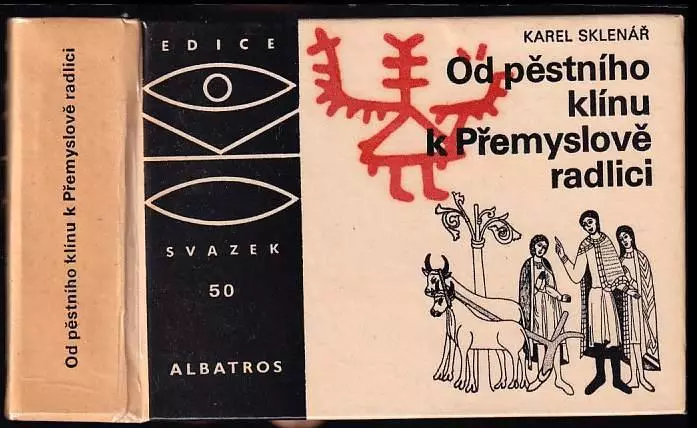 Od pěstního klínu k Přemyslově radlici
EDICE
SVAZEK
50
ALBATROS
KAREL SKLENÁŘ
Od pěstního
klínu
k Přemyslově
radlici